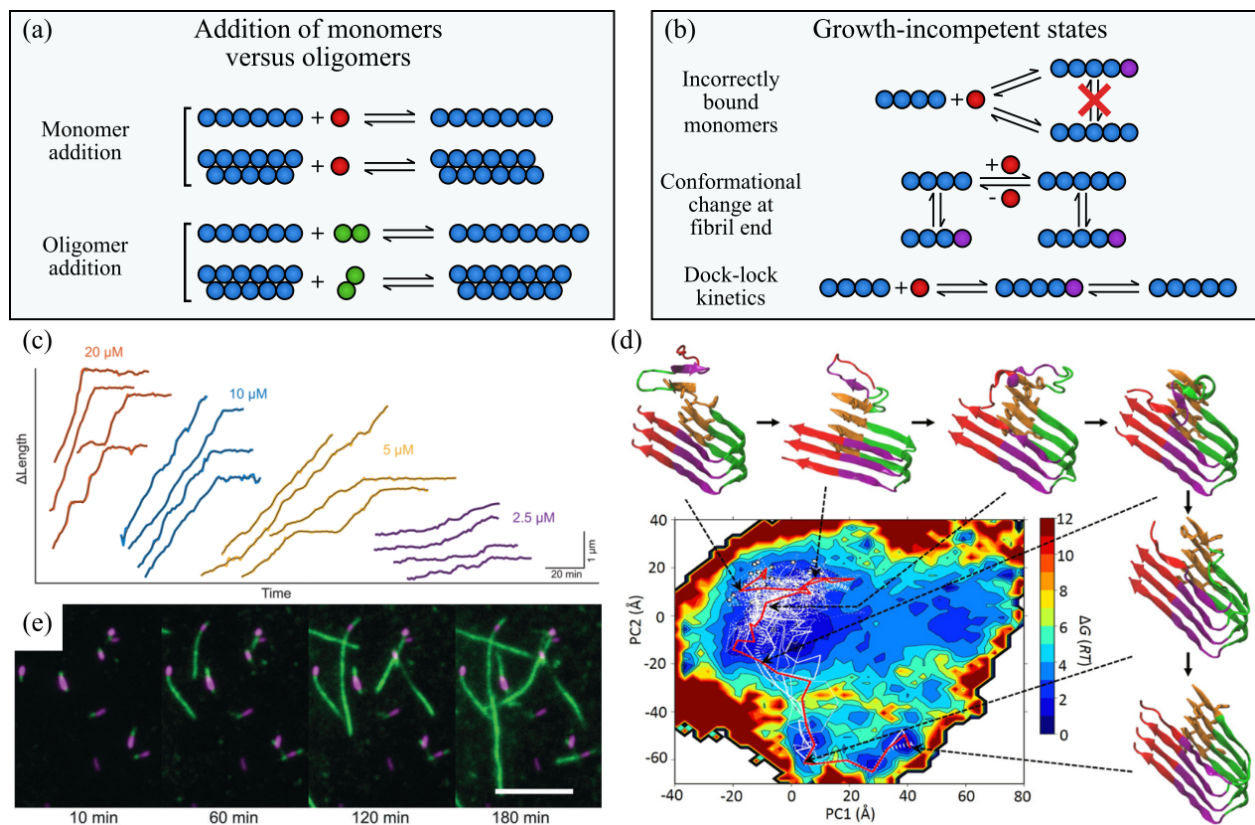 (a)
Addition of monomers
versus oligomers
Monomer
addition
+
+
Oligomer
addition
+
+
(b)
Growth-incompetent states
Incorrectly
bound
monomers
+
Conformational
change at
fibril end
+
-
Dock-lock
kinetics
+
(c)
20 µM
10 µM
5 µM
2.5 µM
ΔLength
1 µm
20 min
Time
(d)
40
20
0
-20
-40
-60
PC2 (Å)
-40
-20
0
20
40
60
80
PC1 (Å)
12
10
8
6
4
2
0
ΔG (RT)
(e)
10 min
60 min
120 min
180 min